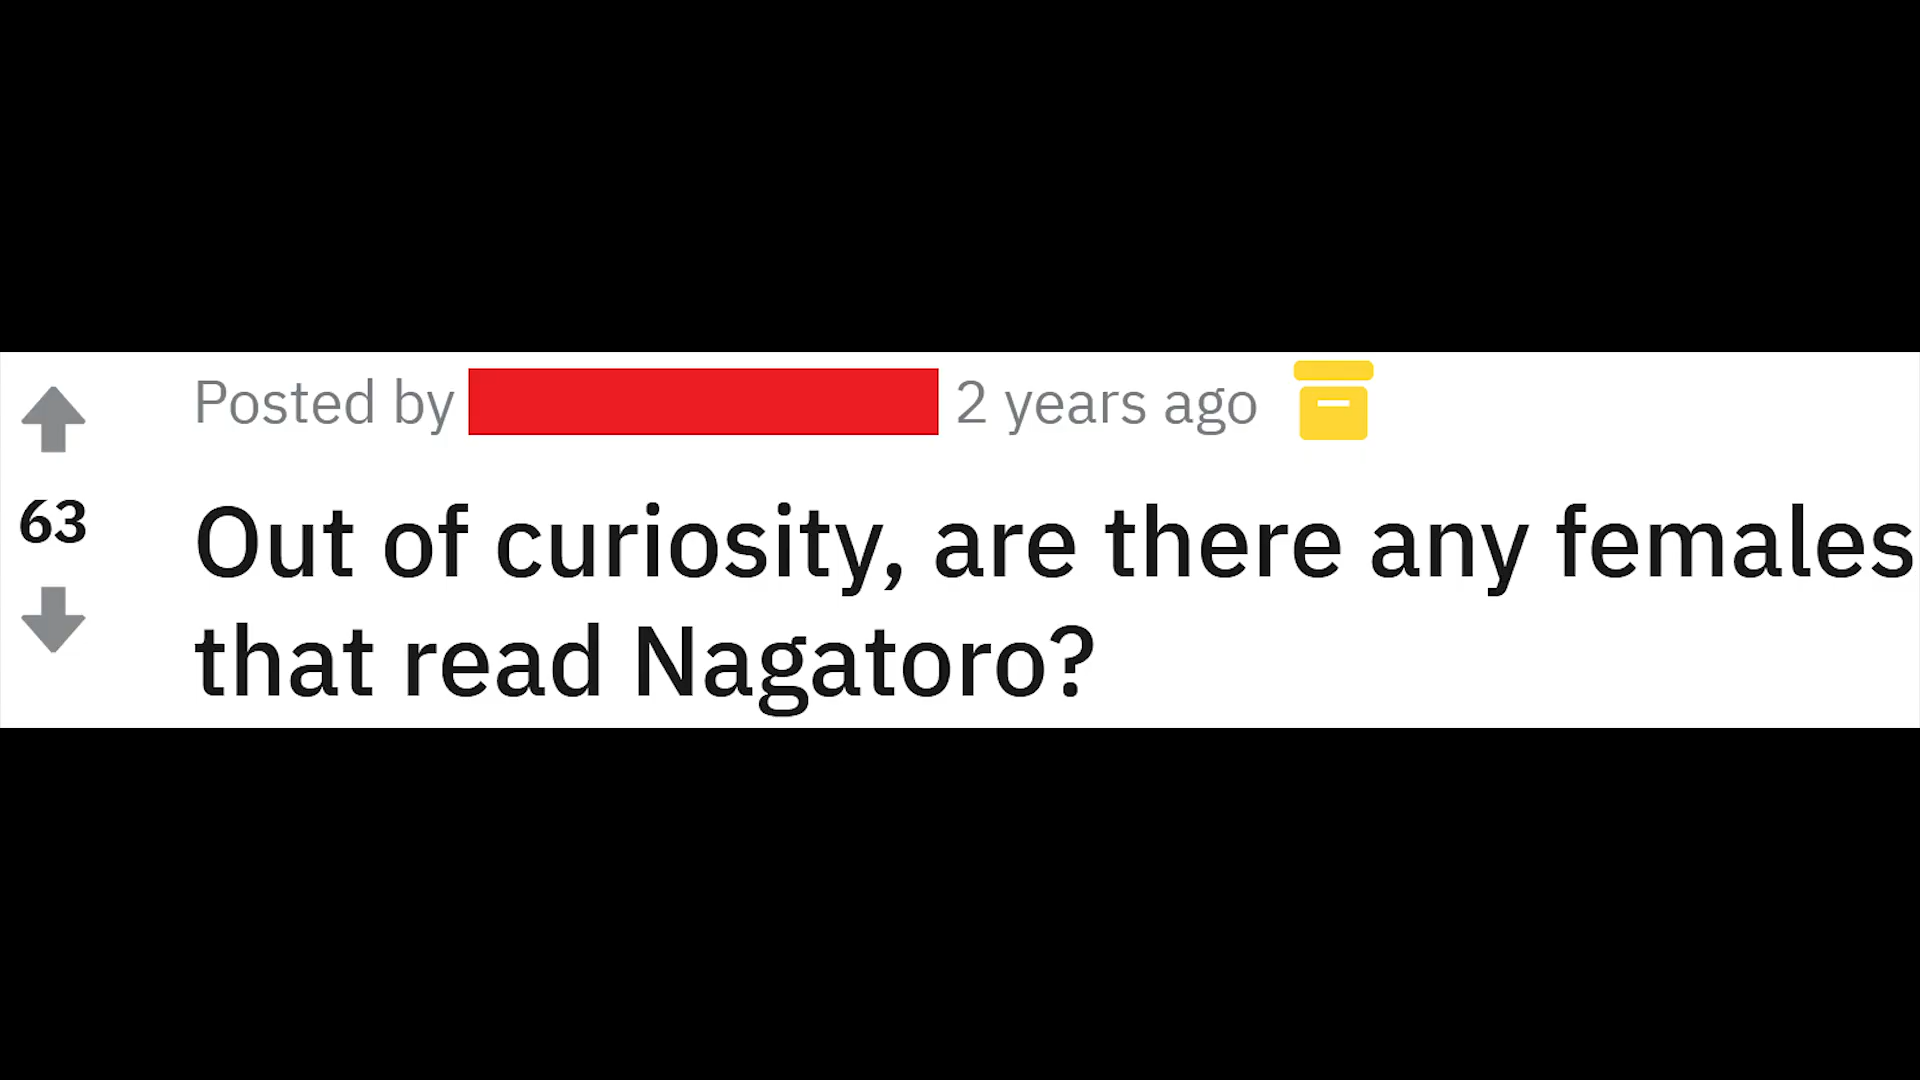 Posted by 2 years ago
63
Out of curiosity, are there any females
that read Nagatoro?